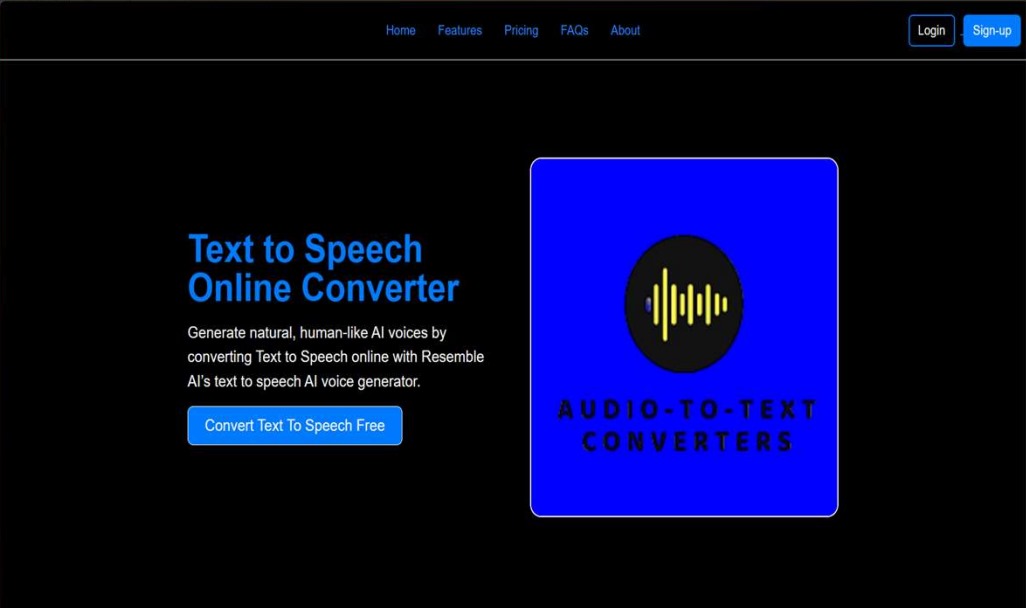 Home Features Pricing FAQs About Login Sign-up
Text to Speech
Online Converter
Generate natural, human-like AI voices by
converting Text to Speech online with Resemble
AI’s text to speech AI voice generator.
Convert Text To Speech Free
AUDIO-TO-TEXT
CONVERTERS